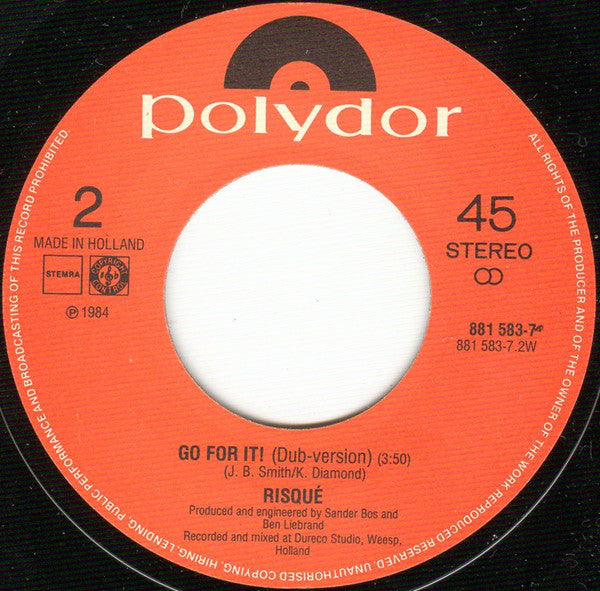 polydor
2
MADE IN HOLLAND
STEMRA
COPYRIGHT
CONTROL
℗ 1984
45
STEREO
881 583-7
881 583-7.2W
GO FOR IT! (Dub-version) (3:50)
(J. B. Smith/K. Diamond)
RISQUÉ
Produced and engineered by Sander Bos and
Ben Liebrand
Recorded and mixed at Dureco Studio, Weesp,
Holland
ALL RIGHTS OF THE PRODUCER AND OF THE OWNER OF THE WORK REPRODUCED RESERVED. UNAUTHORISED COPYING, HIRING, LENDING, PUBLIC PERFORMANCE AND BROADCASTING OF THIS RECORD PROHIBITED.